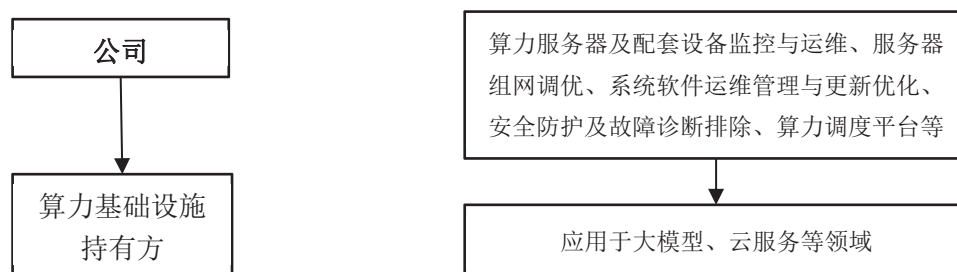 公司
算力基础设施
持有方
算力服务器及配套设备监控与运维、服务器
组网调优、系统软件运维管理与更新优化、
安全防护及故障诊断排除、算力调度平台等
应用于大模型、云服务等领域